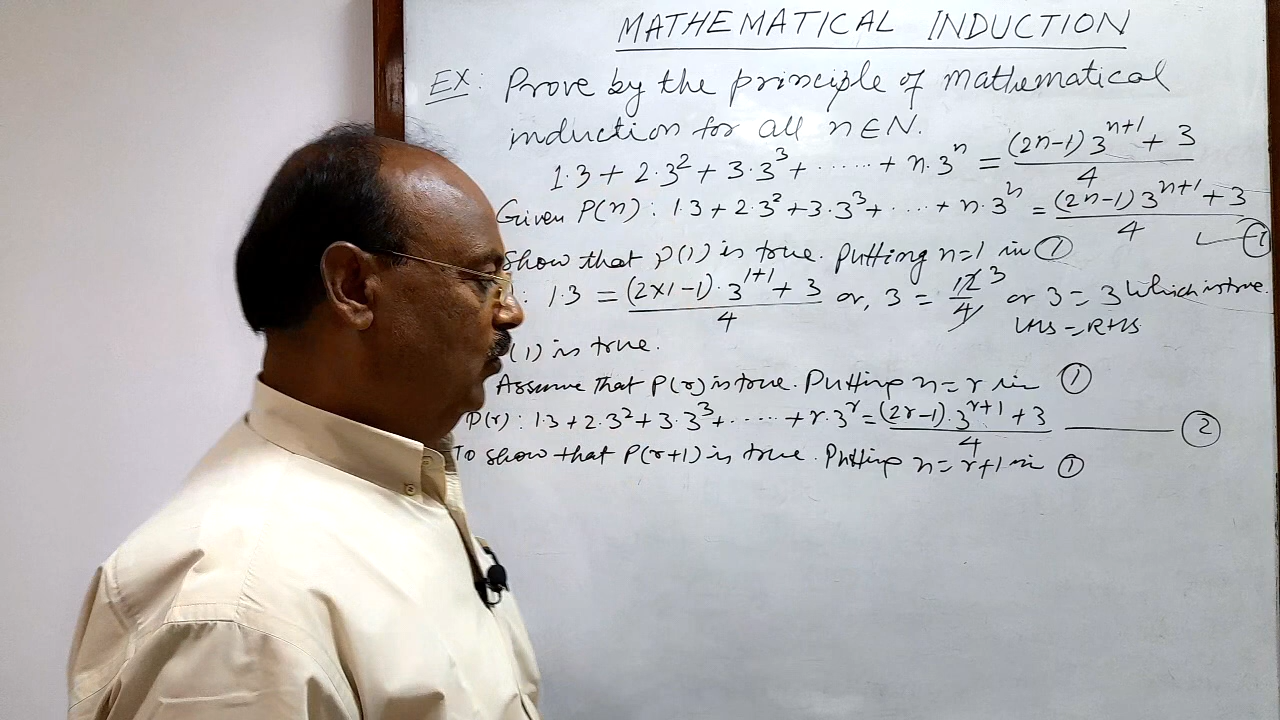 MATHEMATICAL INDUCTION
EX: Prove by the principle of mathematical
induction for all n∈N.
1·3 + 2·3² + 3·3³ + ...... + n·3ⁿ = ((2n-1)3ⁿ⁺¹ + 3)/4
Given P(n): 1·3 + 2·3² + 3·3³ + ..... + n·3ⁿ = ((2n-1)3ⁿ⁺¹ + 3)/4 — ①
Show that P(1) is true. Putting n=1 in ①
: 1·3 = ((2×1-1)·3¹⁺¹ + 3)/4 or, 3 = 12/4 3 or 3 = 3 which is true.
LHS = RHS
(1) is true.
Assume that P(r) is true. Putting n=r in ①
P(r): 1·3 + 2·3² + 3·3³ + ..... + r·3ʳ = ((2r-1)·3ʳ⁺¹ + 3)/4 — ②
To show that P(r+1) is true. Putting n=r+1 in ①